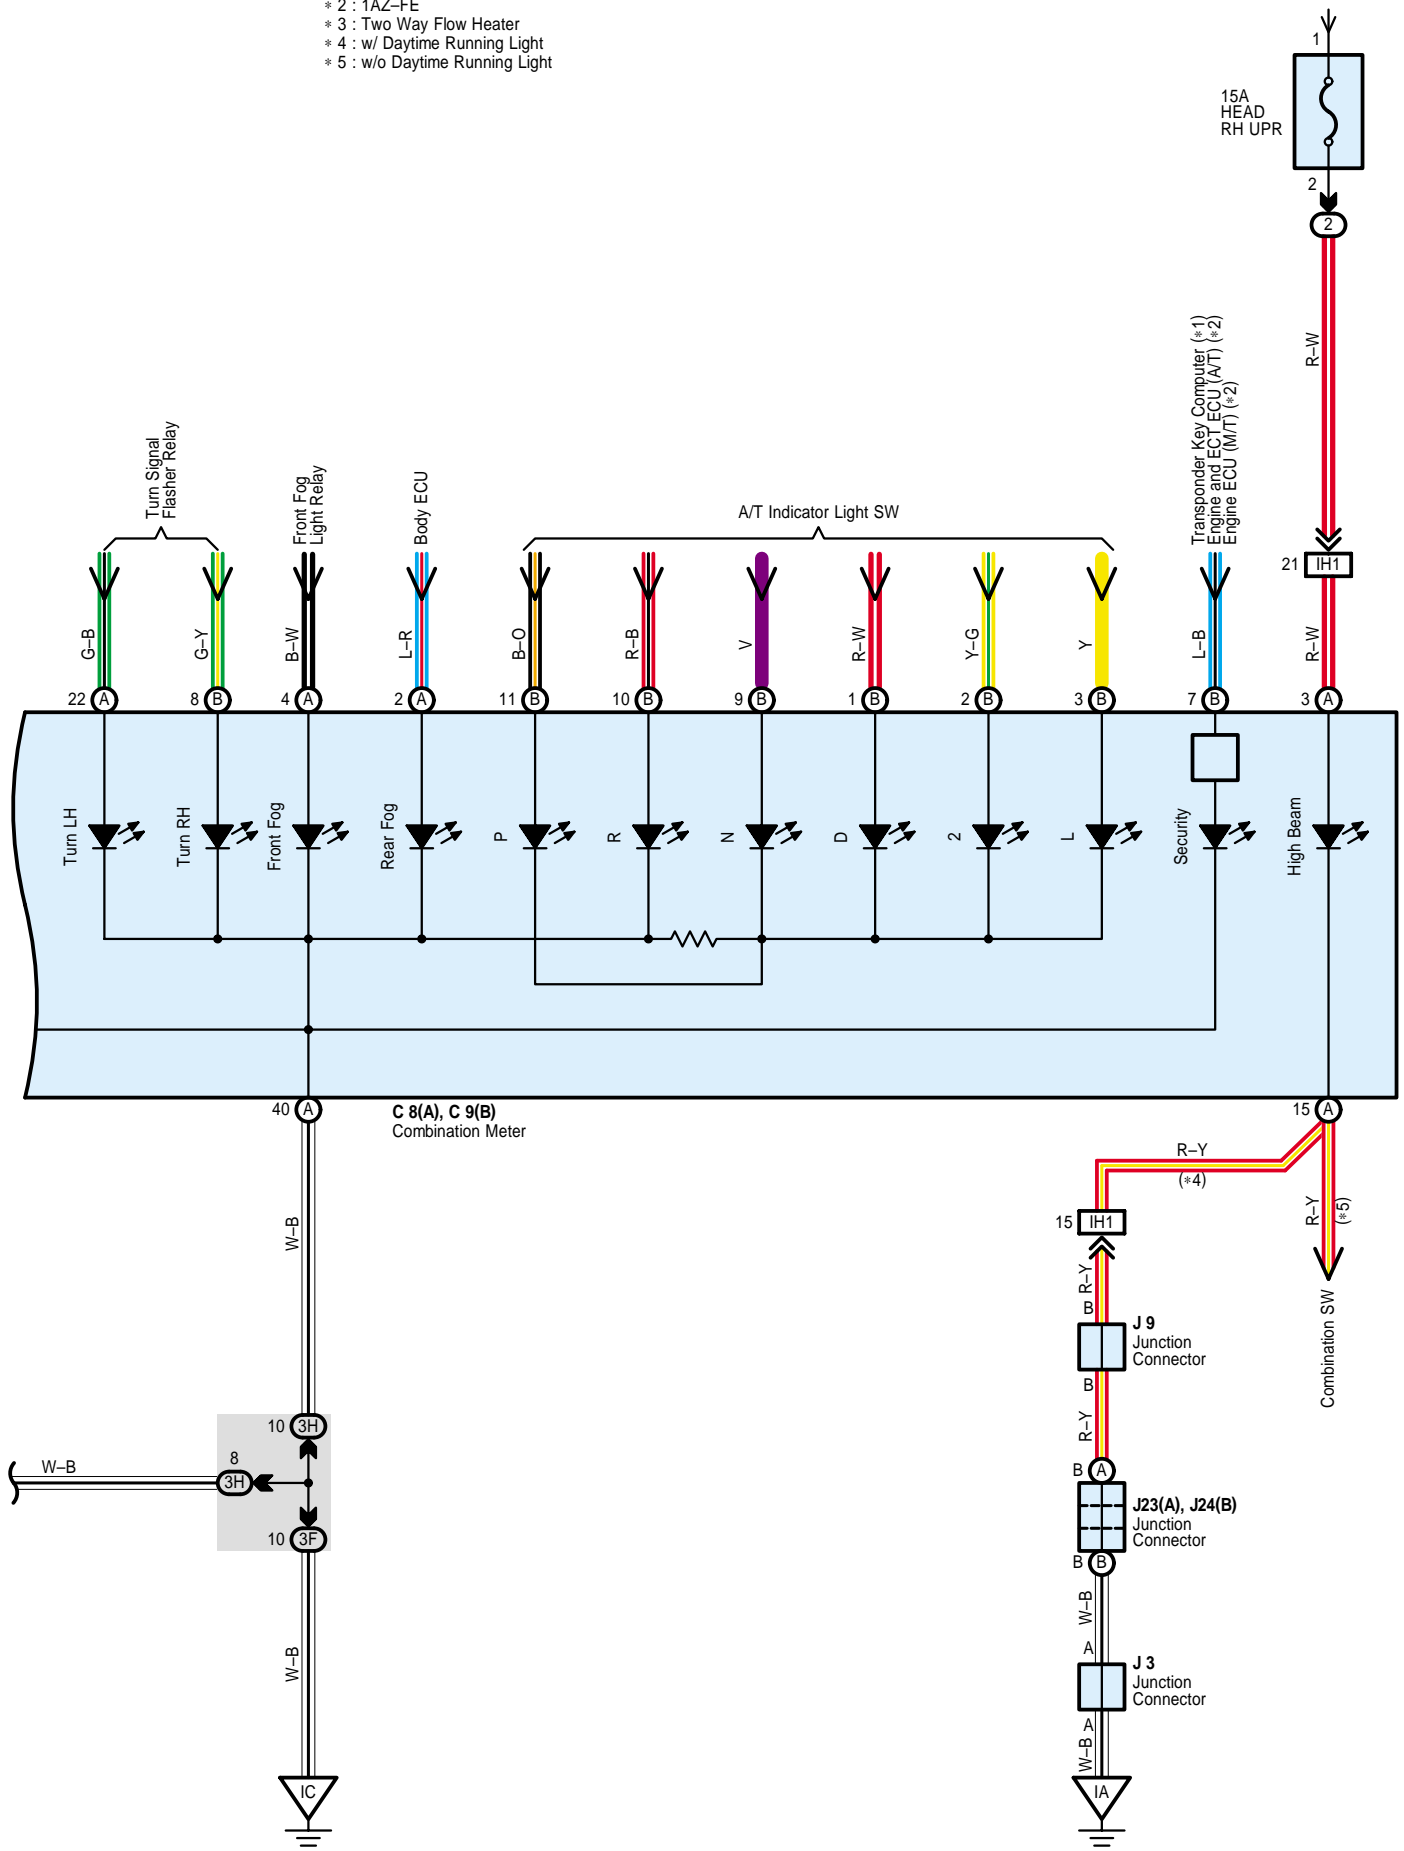 * 2 : 1AZ–FE
* 3 : Two Way Flow Heater
* 4 : w/ Daytime Running Light
* 5 : w/o Daytime Running Light
1
15A
HEAD
RH UPR
2
2
R–W
21 IH1
R–W
Turn Signal
Flasher Relay
Front Fog
Light Relay
Body ECU
A/T Indicator Light SW
Transponder Key Computer (*1)
Engine and ECT ECU (A/T) (*2)
Engine ECU (M/T) (*2)
G–B
G–Y
B–W
L–R
B–O
R–B
V
R–W
Y–G
Y
L–B
22 A
8 B
4 A
2 A
11 B
10 B
9 B
1 B
2 B
3 B
7 B
3 A
Turn LH
Turn RH
Front Fog
Rear Fog
P
R
N
D
2
L
Security
High Beam
40 A
C 8(A), C 9(B)
Combination Meter
15 A
R–Y
(*4)
R–Y
(*5)
Combination SW
15 IH1
R–Y
B
J 9
Junction
Connector
B
R–Y
B A
J23(A), J24(B)
Junction
Connector
B B
W–B
A
J 3
Junction
Connector
A
W–B
IA
W–B
10 3H
8
3H
W–B
10 3F
W–B
IC